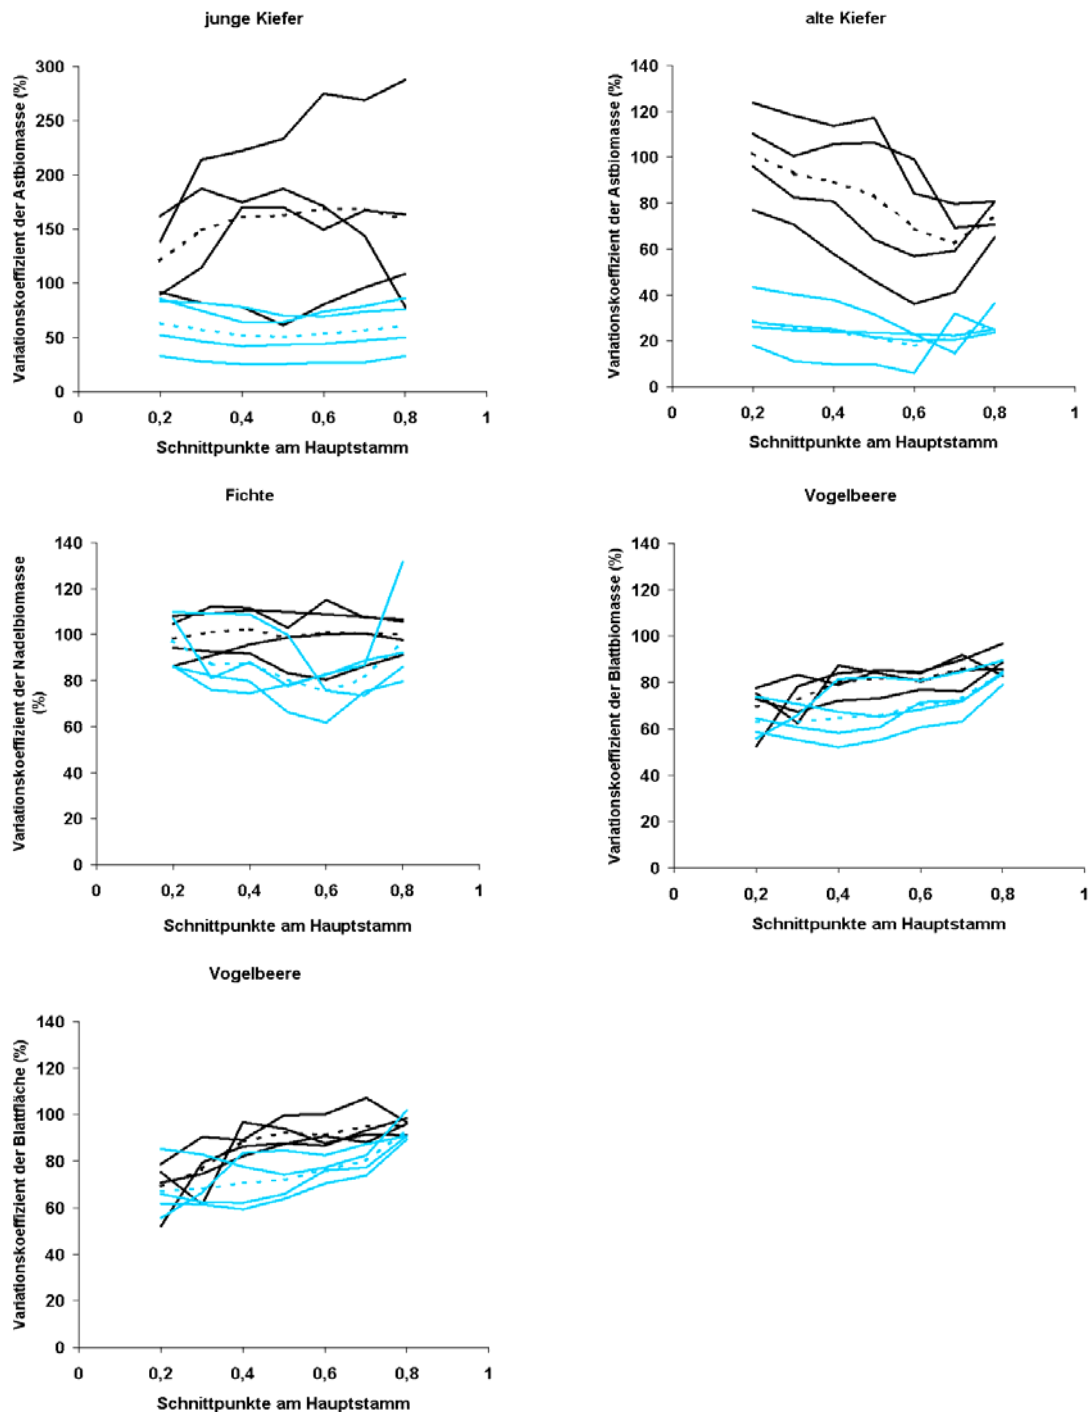 junge Kiefer
Variationskoeffizient der Astbiomasse (%)
300
250
200
150
100
50
0
0 0,2 0,4 0,6 0,8 1
Schnittpunkte am Hauptstamm
alte Kiefer
Variationskoeffizient der Astbiomasse (%)
140
120
100
80
60
40
20
0
0 0,2 0,4 0,6 0,8 1
Schnittpunkte am Hauptstamm
Fichte
Variationskoeffizient der Nadelbiomasse
(%)
140
120
100
80
60
40
20
0
0 0,2 0,4 0,6 0,8 1
Schnittpunkte am Hauptstamm
Vogelbeere
Variationskoeffizient der Blattbiomasse (%)
140
120
100
80
60
40
20
0
0 0,2 0,4 0,6 0,8 1
Schnittpunkte am Hauptstamm
Vogelbeere
Variationskoeffizient der Blattfläche (%)
140
120
100
80
60
40
20
0
0 0,2 0,4 0,6 0,8 1
Schnittpunkte am Hauptstamm